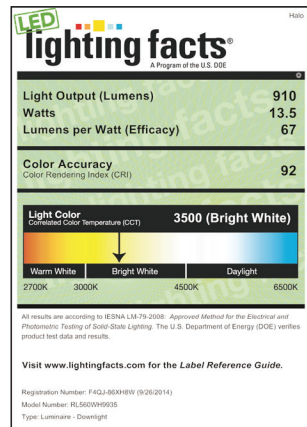 Halo
LED
lighting facts®
A Program of the U.S. DOE
Light Output (Lumens) 910
Watts 13.5
Lumens per Watt (Efficacy) 67
Color Accuracy
Color Rendering Index (CRI) 92
Light Color
Correlated Color Temperature (CCT) 3500 (Bright White)
Warm White Bright White Daylight
2700K 3000K 4500K 6500K
All results are according to IESNA LM-79-2008: Approved Method for the Electrical and
Photometric Testing of Solid-State Lighting. The U.S. Department of Energy (DOE) verifies
product test data and results.
Visit www.lightingfacts.com for the Label Reference Guide.
Registration Number: F4QJ-86XH8W (9/26/2014)
Model Number: RL560WH9935
Type: Luminaire - Downlight